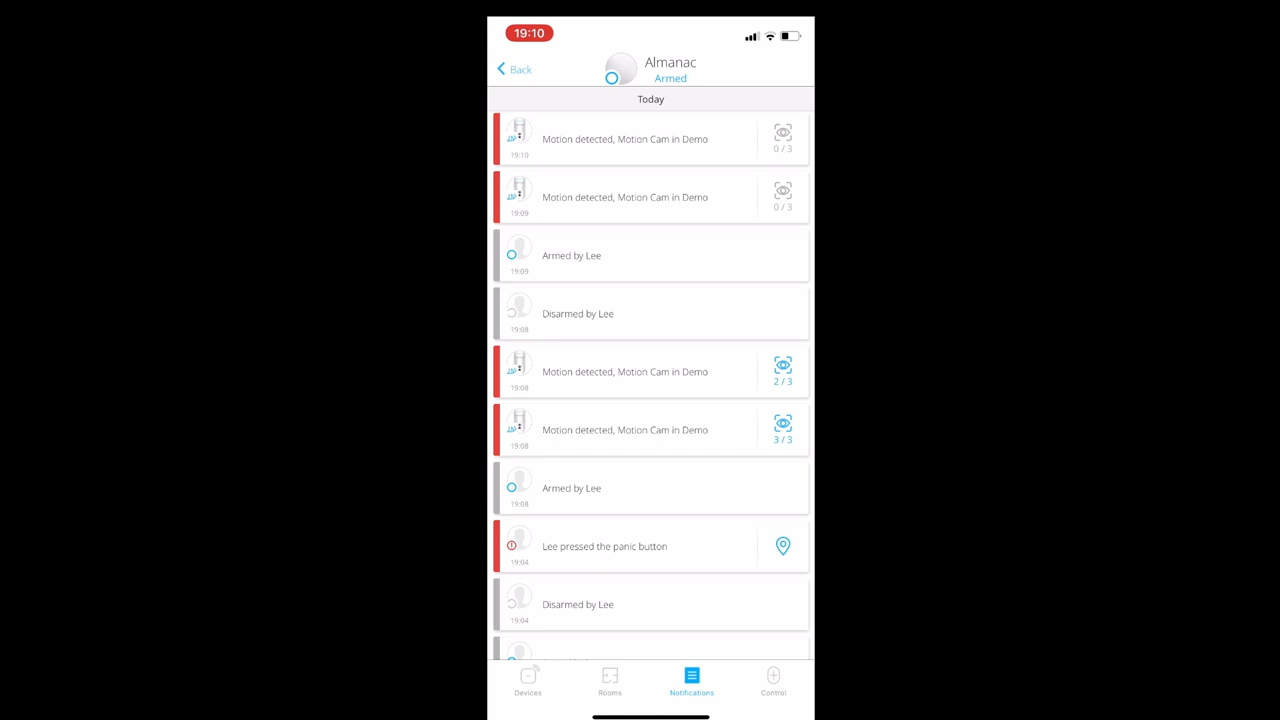 19:10
Back
Almanac
Armed
Today
Motion detected, Motion Cam in Demo
0 / 3
19:10
Motion detected, Motion Cam in Demo
0 / 3
19:09
Armed by Lee
19:09
Disarmed by Lee
19:08
Motion detected, Motion Cam in Demo
2 / 3
19:08
Motion detected, Motion Cam in Demo
3 / 3
19:08
Armed by Lee
19:08
Lee pressed the panic button
19:04
Disarmed by Lee
19:04
Devices
Rooms
Notifications
Control